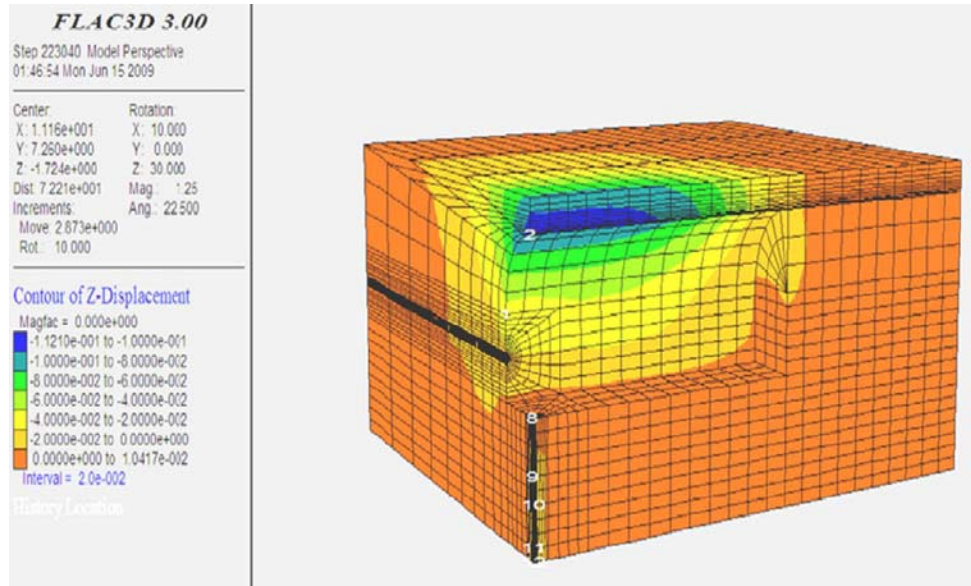 FLAC3D 3.00
Step 223040 Model Perspective
01:46:54 Mon Jun 15 2009
Center: Rotation:
X: 1.116e+001 X: 10.000
Y: 7.260e+000 Y: 0.000
Z: -1.724e+000 Z: 30.000
Dist: 7.221e+001 Mag.: 1.25
Increments: Ang.: 22.500
Move: 2.873e+000
Rot.: 10.000
Contour of Z-Displacement
Magfac = 0.000e+000
-1.1210e-001 to -1.0000e-001
-1.0000e-001 to -8.0000e-002
-8.0000e-002 to -6.0000e-002
-6.0000e-002 to -4.0000e-002
-4.0000e-002 to -2.0000e-002
-2.0000e-002 to 0.0000e+000
0.0000e+000 to 1.0417e-002
Interval = 2.0e-002
History Location
2
8
9
10
11